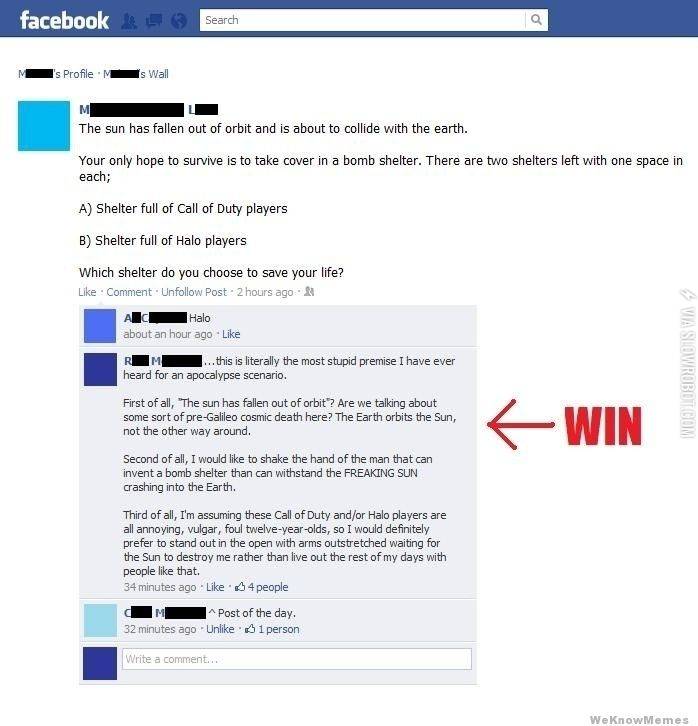 facebook Search
M 's Profile · M 's Wall
M L
The sun has fallen out of orbit and is about to collide with the earth.
Your only hope to survive is to take cover in a bomb shelter. There are two shelters left with one space in
each;
A) Shelter full of Call of Duty players
B) Shelter full of Halo players
Which shelter do you choose to save your life?
Like · Comment · Unfollow Post · 2 hours ago ·
A C Halo
about an hour ago · Like
R M ...this is literally the most stupid premise I have ever
heard for an apocalypse scenario.
First of all, "The sun has fallen out of orbit"? Are we talking about
some sort of pre-Galileo cosmic death here? The Earth orbits the Sun,
not the other way around.
Second of all, I would like to shake the hand of the man that can
invent a bomb shelter than can withstand the FREAKING SUN
crashing into the Earth.
Third of all, I'm assuming these Call of Duty and/or Halo players are
all annoying, vulgar, foul twelve-year-olds, so I would definitely
prefer to stand out in the open with arms outstretched waiting for
the Sun to destroy me rather than live out the rest of my days with
people like that.
34 minutes ago · Like · 4 people
C M ^ Post of the day.
32 minutes ago · Unlike · 1 person
Write a comment...
WIN
VIA SLOWROBOT.COM
WeKnowMemes